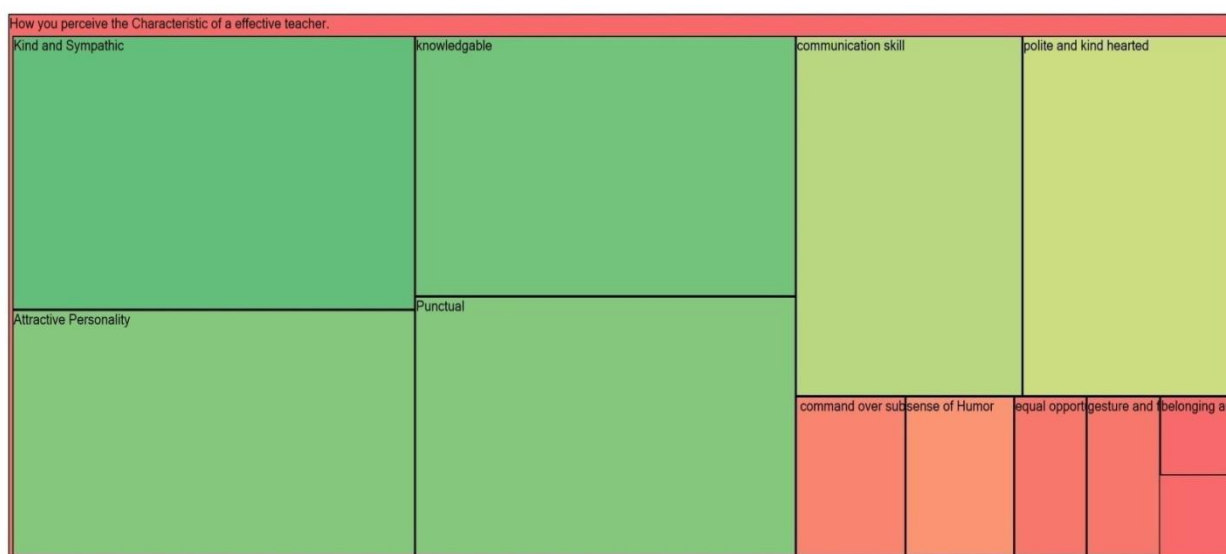 How you perceive the Characteristic of a effective teacher.
Kind and Sympathic
knowledgable
communication skill
polite and kind hearted
Attractive Personality
Punctual
command over sub
sense of Humor
equal opporti
gesture and f
belonging a